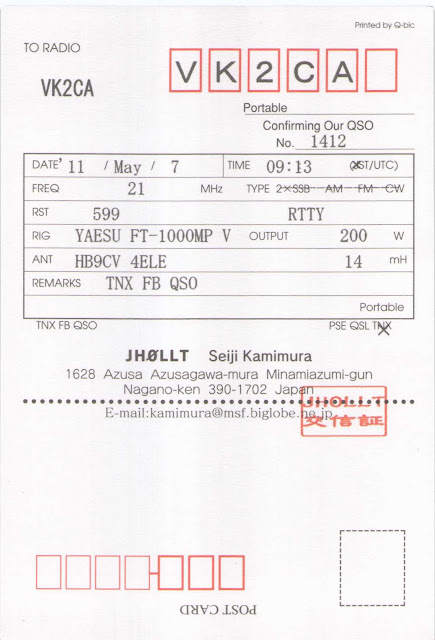 Printed by Q-bic
TO RADIO
VK2CA
VK2CA
Portable
Confirming Our QSO
No. 1412
DATE '11 / May / 7 TIME 09:13 (JST/UTC)
FREQ 21 MHz TYPE 2×SSB AM FM CW
RST 599 RTTY
RIG YAESU FT-1000MP V OUTPUT 200 W
ANT HB9CV 4ELE 14 mH
REMARKS TNX FB QSO
Portable
TNX FB QSO PSE QSL TNX
JHØLLT Seiji Kamimura
1628 Azusa Azusagawa-mura Minamiazumi-gun
Nagano-ken 390-1702 Japan
E-mail:kamimura@msf.biglobe.ne.jp
JHOLLT
交信証
POST CARD